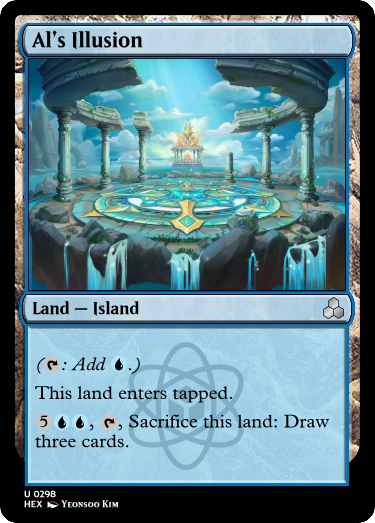 Al's Illusion
Land — Island
(T: Add U.)
This land enters tapped.
5UU, T, Sacrifice this land: Draw
three cards.
U 0298
HEX Yeonsoo Kim